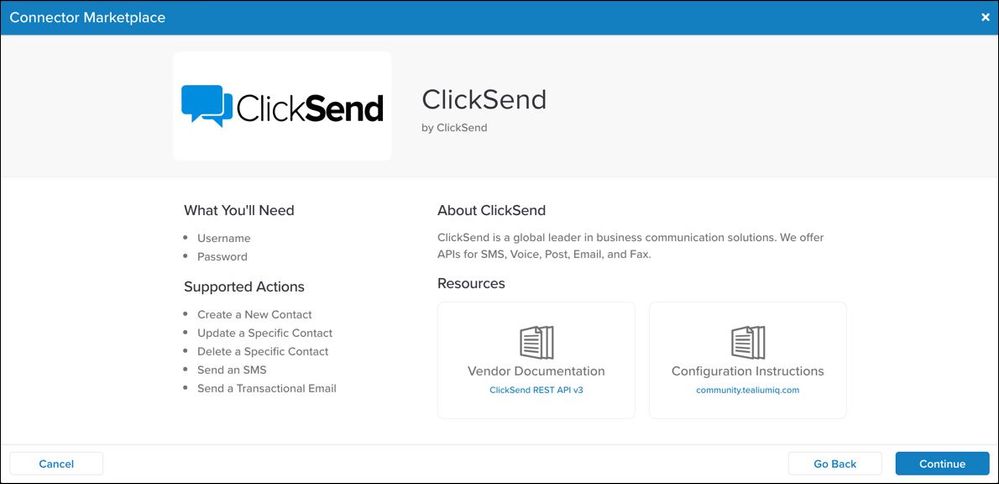 Connector Marketplace ×
ClickSend
ClickSend
by ClickSend
What You'll Need
Username
Password
Supported Actions
Create a New Contact
Update a Specific Contact
Delete a Specific Contact
Send an SMS
Send a Transactional Email
About ClickSend
ClickSend is a global leader in business communication solutions. We offer
APIs for SMS, Voice, Post, Email, and Fax.
Resources
Vendor Documentation
ClickSend REST API v3
Configuration Instructions
community.tealiumiq.com
Cancel
Go Back
Continue